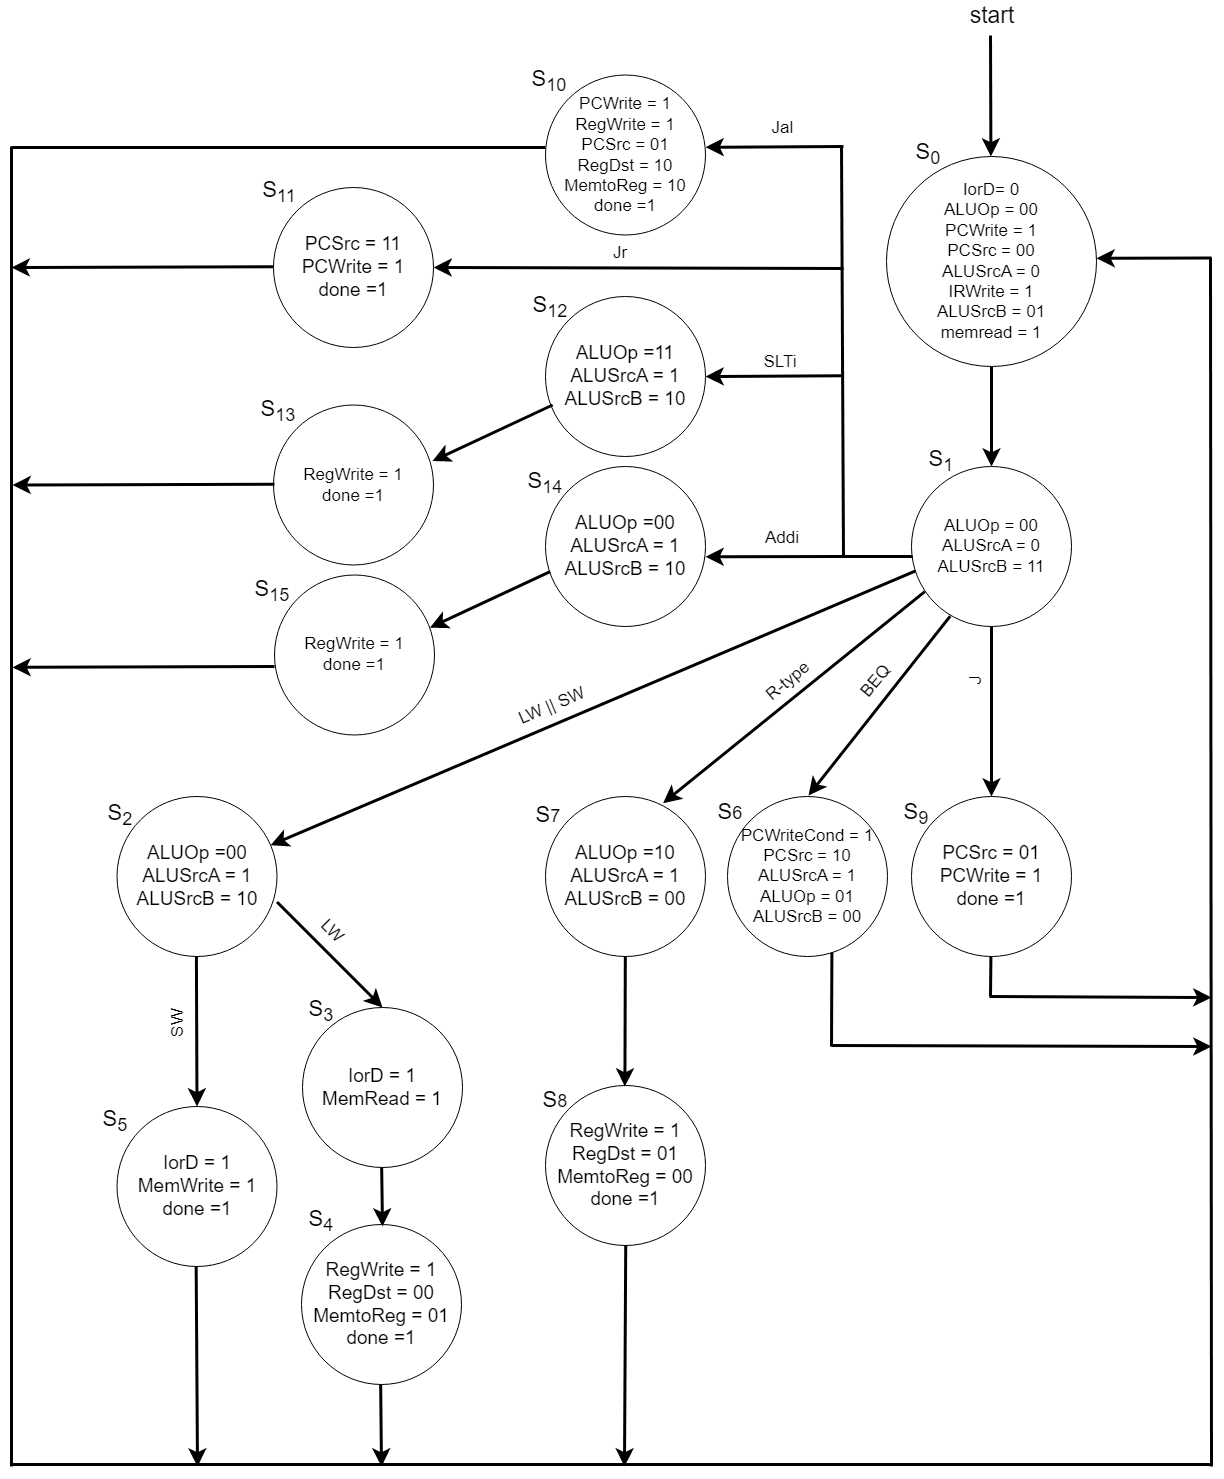 start
S10
PCWrite = 1
RegWrite = 1
PCSrc = 01
RegDst = 10
MemtoReg = 10
done =1
Jal
S0
IorD= 0
ALUOp = 00
PCWrite = 1
PCSrc = 00
ALUSrcA = 0
IRWrite = 1
ALUSrcB = 01
memread = 1
S11
PCSrc = 11
PCWrite = 1
done =1
Jr
S12
ALUOp =11
ALUSrcA = 1
ALUSrcB = 10
SLTi
S13
RegWrite = 1
done =1
S14
ALUOp =00
ALUSrcA = 1
ALUSrcB = 10
Addi
S1
ALUOp = 00
ALUSrcA = 0
ALUSrcB = 11
S15
RegWrite = 1
done =1
LW || SW
R-type
BEQ
J
S2
ALUOp =00
ALUSrcA = 1
ALUSrcB = 10
S7
ALUOp =10
ALUSrcA = 1
ALUSrcB = 00
S6
PCWriteCond = 1
PCSrc = 10
ALUSrcA = 1
ALUOp = 01
ALUSrcB = 00
S9
PCSrc = 01
PCWrite = 1
done =1
LW
SW
S3
IorD = 1
MemRead = 1
S5
IorD = 1
MemWrite = 1
done =1
S8
RegWrite = 1
RegDst = 01
MemtoReg = 00
done =1
S4
RegWrite = 1
RegDst = 00
MemtoReg = 01
done =1